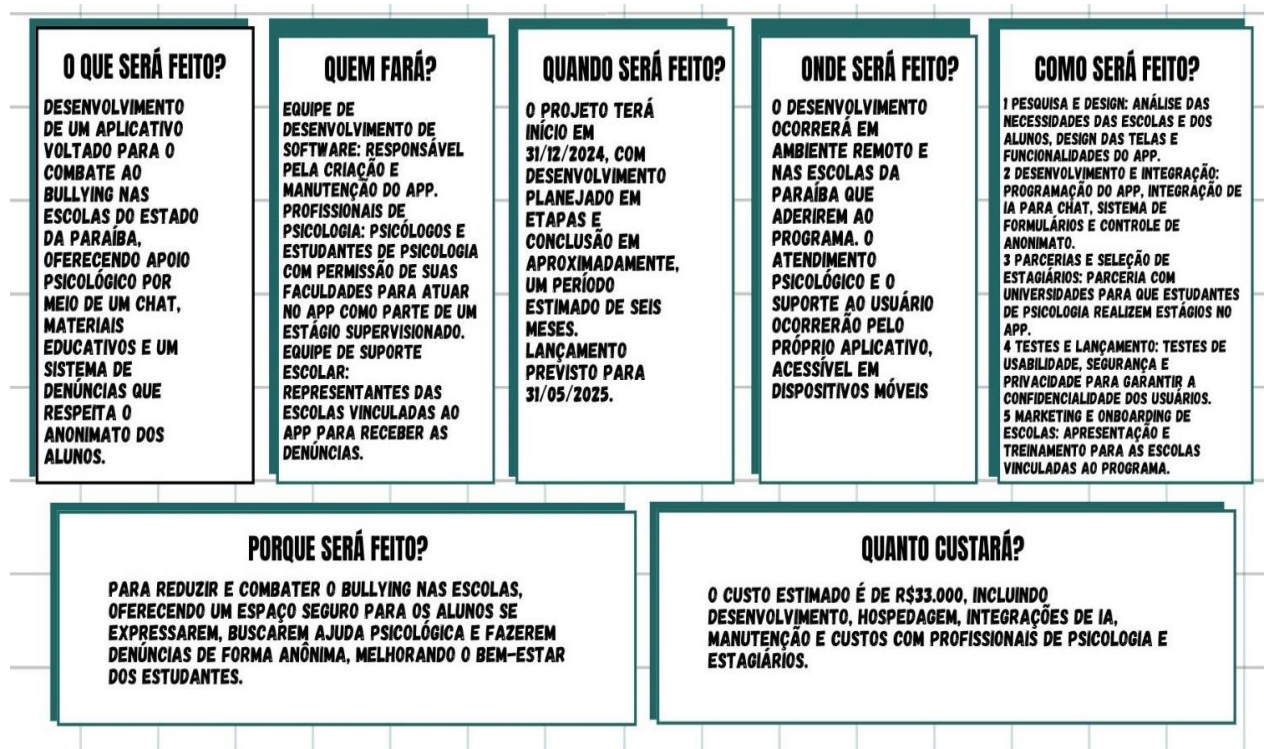 O QUE SERÁ FEITO?
DESENVOLVIMENTO
DE UM APLICATIVO
VOLTADO PARA O
COMBATE AO
BULLYING NAS
ESCOLAS DO ESTADO
DA PARAÍBA,
OFERECENDO APOIO
PSICOLÓGICO POR
MEIO DE UM CHAT,
MATERIAIS
EDUCATIVOS E UM
SISTEMA DE
DENÚNCIAS QUE
RESPEITA O
ANONIMATO DOS
ALUNOS.
QUEM FARÁ?
EQUIPE DE
DESENVOLVIMENTO DE
SOFTWARE: RESPONSÁVEL
PELA CRIAÇÃO E
MANUTENÇÃO DO APP.
PROFISSIONAIS DE
PSICOLOGIA: PSICÓLOGOS E
ESTUDANTES DE PSICOLOGIA
COM PERMISSÃO DE SUAS
FACULDADES PARA ATUAR
NO APP COMO PARTE DE UM
ESTÁGIO SUPERVISIONADO.
EQUIPE DE SUPORTE
ESCOLAR:
REPRESENTANTES DAS
ESCOLAS VINCULADAS AO
APP PARA RECEBER AS
DENÚNCIAS.
QUANDO SERÁ FEITO?
O PROJETO TERÁ
INÍCIO EM
31/12/2024, COM
DESENVOLVIMENTO
PLANEJADO EM
ETAPAS E
CONCLUSÃO EM
APROXIMADAMENTE,
UM PERÍODO
ESTIMADO DE SEIS
MESES.
LANÇAMENTO
PREVISTO PARA
31/05/2025.
ONDE SERÁ FEITO?
O DESENVOLVIMENTO
OCORRERÁ EM
AMBIENTE REMOTO E
NAS ESCOLAS DA
PARAÍBA QUE
ADERIREM AO
PROGRAMA. O
ATENDIMENTO
PSICOLÓGICO E O
SUPORTE AO USUÁRIO
OCORRERÃO PELO
PRÓPRIO APLICATIVO,
ACESSÍVEL EM
DISPOSITIVOS MÓVEIS
COMO SERÁ FEITO?
1 PESQUISA E DESIGN: ANÁLISE DAS
NECESSIDADES DAS ESCOLAS E DOS
ALUNOS, DESIGN DAS TELAS E
FUNCIONALIDADES DO APP.
2 DESENVOLVIMENTO E INTEGRAÇÃO:
PROGRAMAÇÃO DO APP, INTEGRAÇÃO DE
IA PARA CHAT, SISTEMA DE
FORMULÁRIOS E CONTROLE DE
ANONIMATO.
3 PARCERIAS E SELEÇÃO DE
ESTAGIÁRIOS: PARCERIA COM
UNIVERSIDADES PARA QUE ESTUDANTES
DE PSICOLOGIA REALIZEM ESTÁGIOS NO
APP.
4 TESTES E LANÇAMENTO: TESTES DE
USABILIDADE, SEGURANÇA E
PRIVACIDADE PARA GARANTIR A
CONFIDENCIALIDADE DOS USUÁRIOS.
5 MARKETING E ONBOARDING DE
ESCOLAS: APRESENTAÇÃO E
TREINAMENTO PARA AS ESCOLAS
VINCULADAS AO PROGRAMA.
PORQUE SERÁ FEITO?
PARA REDUZIR E COMBATER O BULLYING NAS ESCOLAS,
OFERECENDO UM ESPAÇO SEGURO PARA OS ALUNOS SE
EXPRESSAREM, BUSCAREM AJUDA PSICOLÓGICA E FAZEREM
DENÚNCIAS DE FORMA ANÔNIMA, MELHORANDO O BEM-ESTAR
DOS ESTUDANTES.
QUANTO CUSTARÁ?
O CUSTO ESTIMADO É DE R$33.000, INCLUINDO
DESENVOLVIMENTO, HOSPEDAGEM, INTEGRAÇÕES DE IA,
MANUTENÇÃO E CUSTOS COM PROFISSIONAIS DE PSICOLOGIA E
ESTAGIÁRIOS.